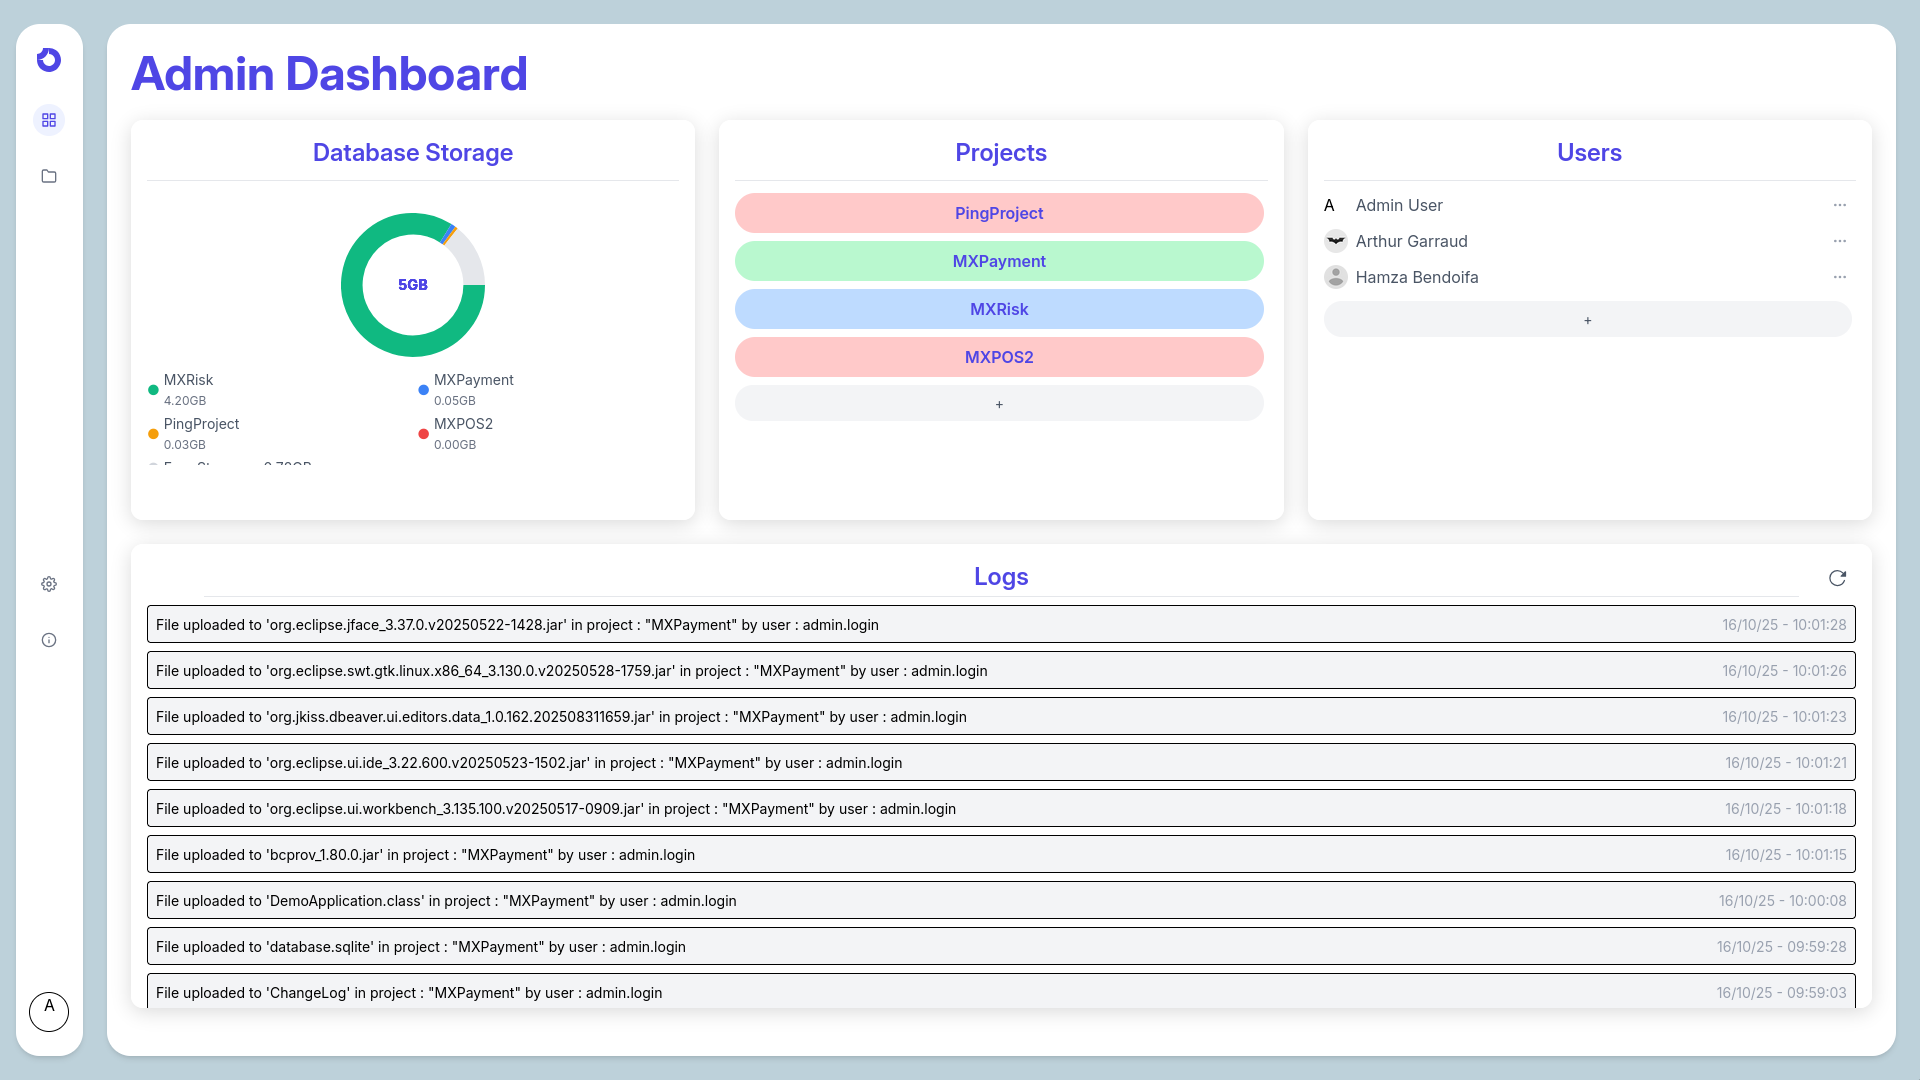 Admin Dashboard
Database Storage
5GB
MXRisk
4.20GB
MXPayment
0.05GB
PingProject
0.03GB
MXPOS2
0.00GB
Projects
PingProject
MXPayment
MXRisk
MXPOS2
+
Users
A Admin User
Arthur Garraud
Hamza Bendoifa
+
Logs
File uploaded to 'org.eclipse.jface_3.37.0.v20250522-1428.jar' in project : "MXPayment" by user : admin.login 16/10/25 - 10:01:28
File uploaded to 'org.eclipse.swt.gtk.linux.x86_64_3.130.0.v20250528-1759.jar' in project : "MXPayment" by user : admin.login 16/10/25 - 10:01:26
File uploaded to 'org.jkiss.dbeaver.ui.editors.data_1.0.162.202508311659.jar' in project : "MXPayment" by user : admin.login 16/10/25 - 10:01:23
File uploaded to 'org.eclipse.ui.ide_3.22.600.v20250523-1502.jar' in project : "MXPayment" by user : admin.login 16/10/25 - 10:01:21
File uploaded to 'org.eclipse.ui.workbench_3.135.100.v20250517-0909.jar' in project : "MXPayment" by user : admin.login 16/10/25 - 10:01:18
File uploaded to 'bcprov_1.80.0.jar' in project : "MXPayment" by user : admin.login 16/10/25 - 10:01:15
File uploaded to 'DemoApplication.class' in project : "MXPayment" by user : admin.login 16/10/25 - 10:00:08
File uploaded to 'database.sqlite' in project : "MXPayment" by user : admin.login 16/10/25 - 09:59:28
File uploaded to 'ChangeLog' in project : "MXPayment" by user : admin.login 16/10/25 - 09:59:03
A